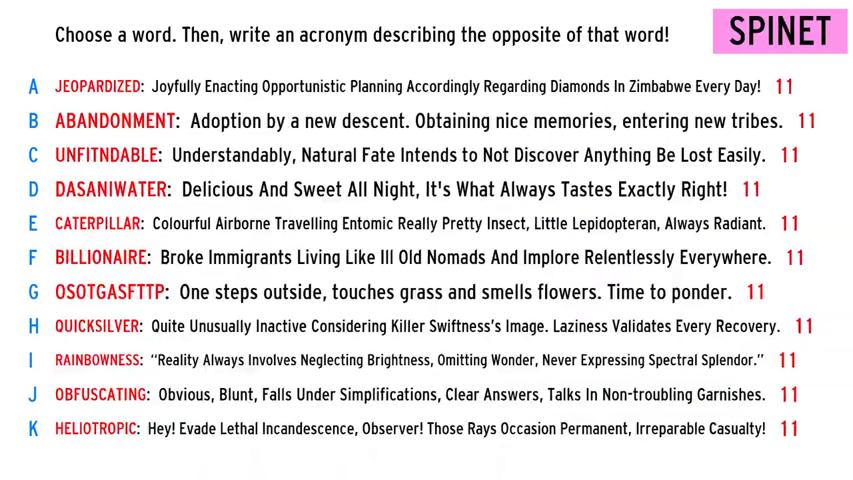 Choose a word. Then, write an acronym describing the opposite of that word!
SPINET
A JEOPARDIZED: Joyfully Enacting Opportunistic Planning Accordingly Regarding Diamonds In Zimbabwe Every Day! 11
B ABANDONMENT: Adoption by a new descent. Obtaining nice memories, entering new tribes. 11
C UNFITNDABLE: Understandably, Natural Fate Intends to Not Discover Anything Be Lost Easily. 11
D DASANIWATER: Delicious And Sweet All Night, It's What Always Tastes Exactly Right! 11
E CATERPILLAR: Colourful Airborne Travelling Entomic Really Pretty Insect, Little Lepidopteran, Always Radiant. 11
F BILLIONAIRE: Broke Immigrants Living Like Ill Old Nomads And Implore Relentlessly Everywhere. 11
G OSOTGASFTTP: One steps outside, touches grass and smells flowers. Time to ponder. 11
H QUICKSILVER: Quite Unusually Inactive Considering Killer Swiftness's Image. Laziness Validates Every Recovery. 11
I RAINBOWNESS: “Reality Always Involves Neglecting Brightness, Omitting Wonder, Never Expressing Spectral Splendor.” 11
J OBFUSCATING: Obvious, Blunt, Falls Under Simplifications, Clear Answers, Talks In Non-troubling Garnishes. 11
K HELIOTROPIC: Hey! Evade Lethal Incandescence, Observer! Those Rays Occasion Permanent, Irreparable Casualty! 11